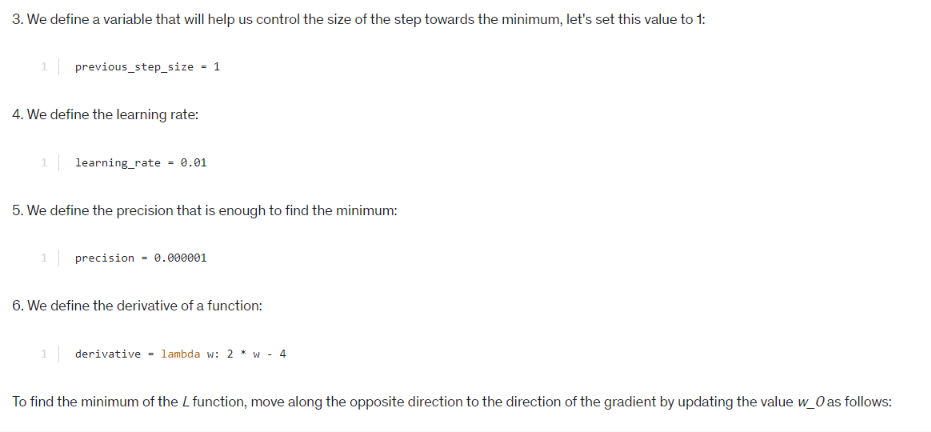 3. We define a variable that will help us control the size of the step towards the minimum, let's set this value to 1:
1 previous_step_size = 1
4. We define the learning rate:
1 learning_rate = 0.01
5. We define the precision that is enough to find the minimum:
1 precision = 0.000001
6. We define the derivative of a function:
1 derivative = lambda w: 2 * w - 4
To find the minimum of the L function, move along the opposite direction to the direction of the gradient by updating the value w_0 as follows: